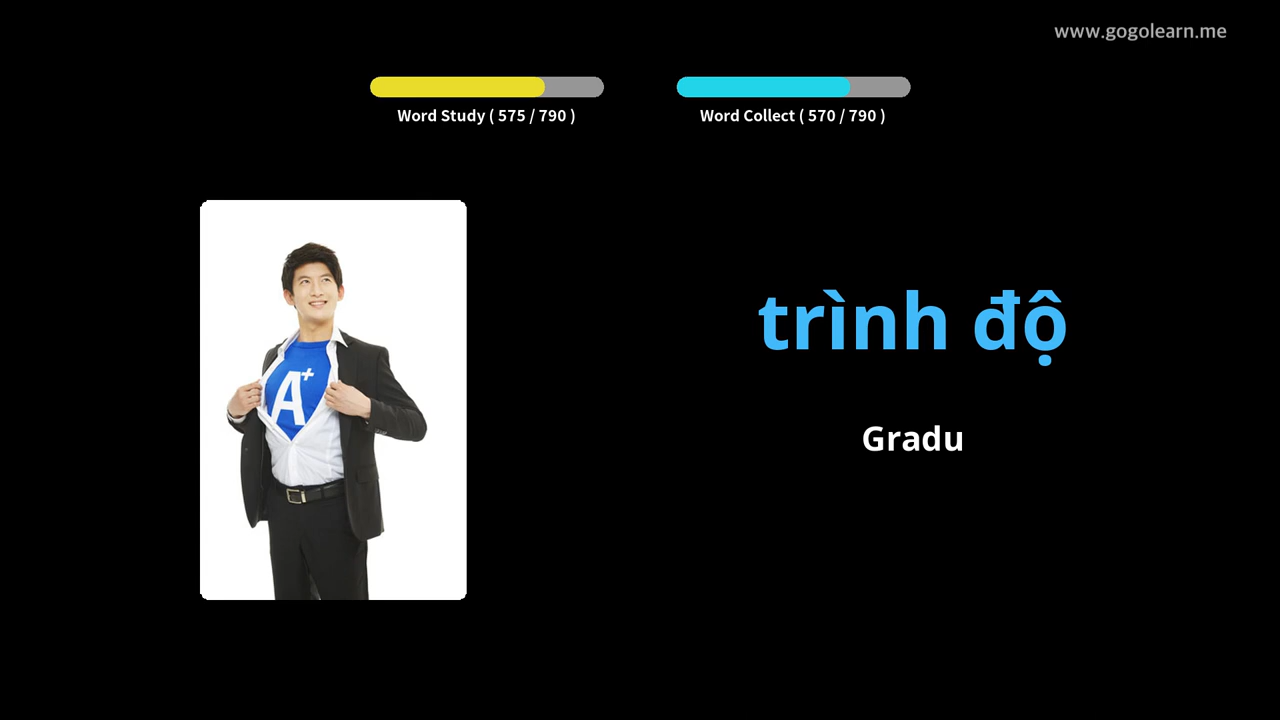 www.gogolearn.me
Word Study ( 575 / 790 )
Word Collect ( 570 / 790 )
A+
trình độ
Gradu